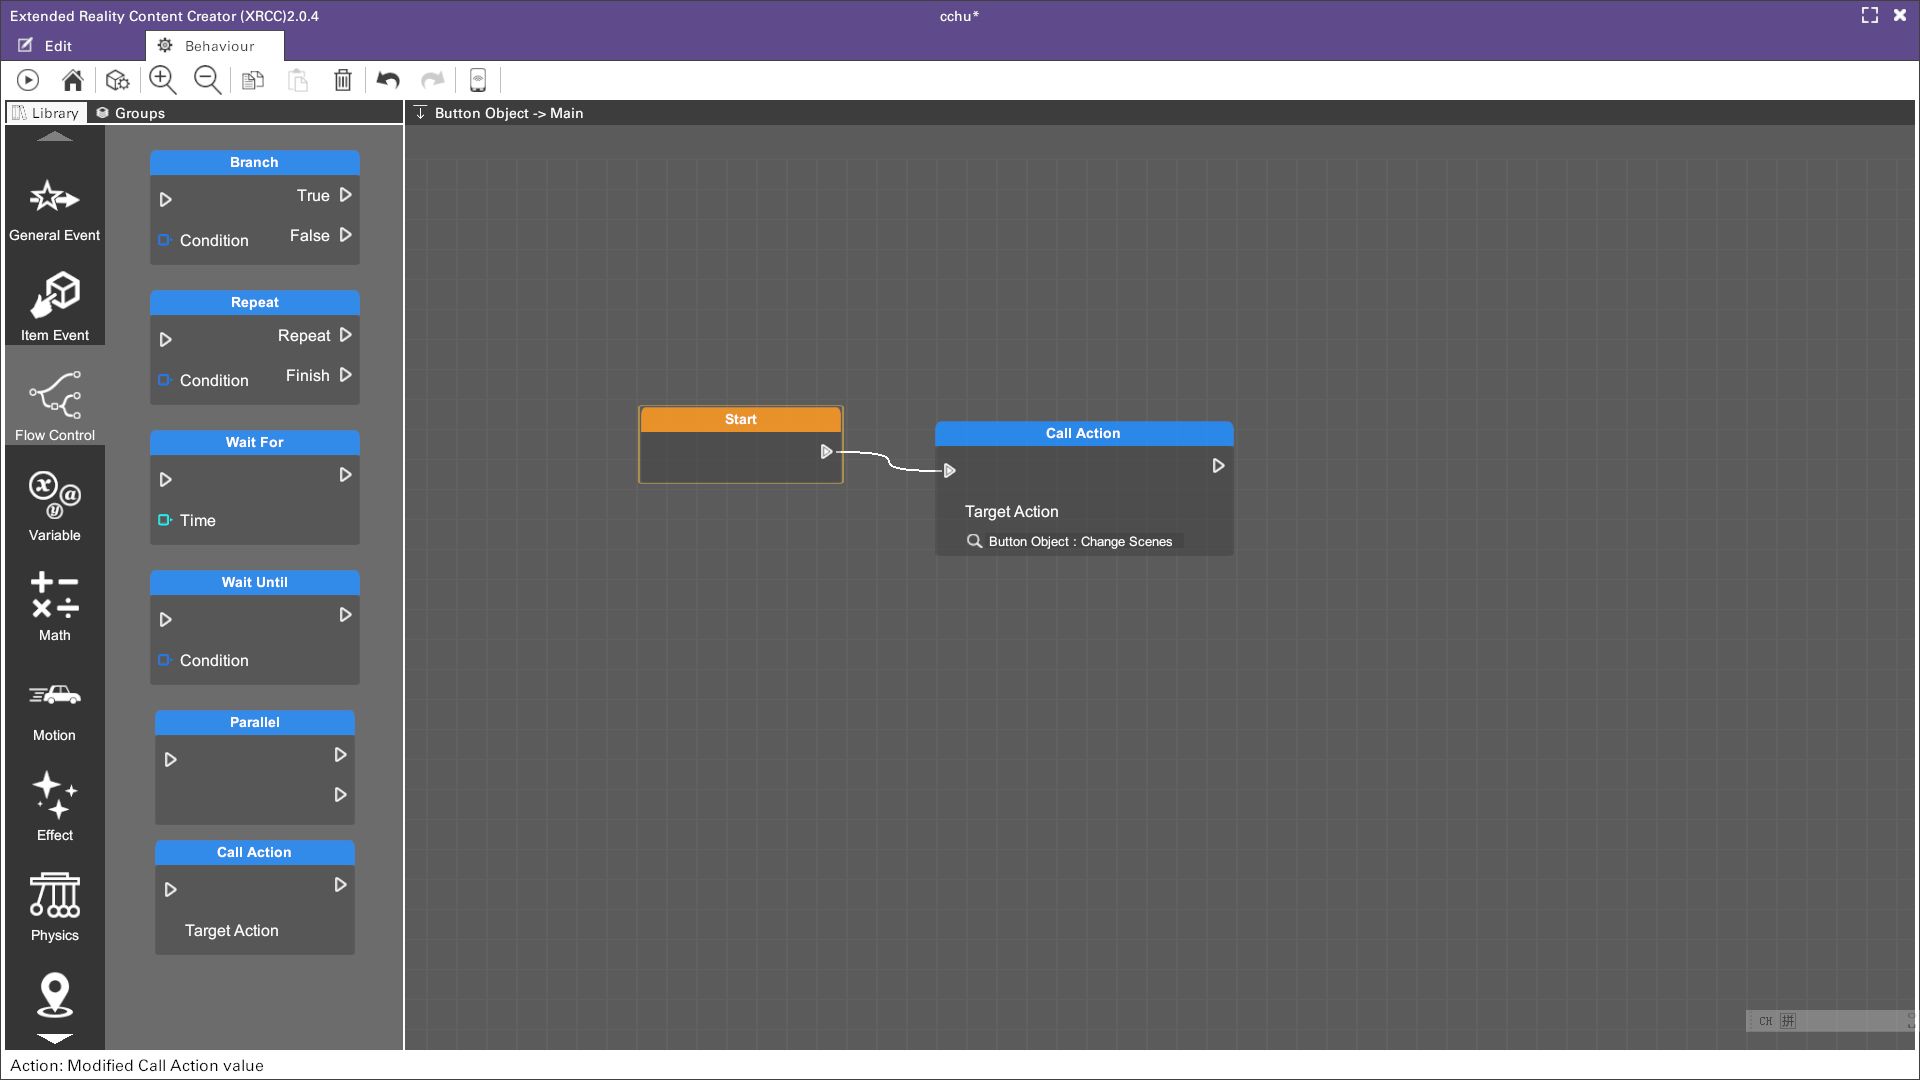 Extended Reality Content Creator (XRCC)2.0.4
cchu*
Edit
Behaviour
Library
Groups
Button Object -> Main
General Event
Item Event
Flow Control
Variable
Math
Motion
Effect
Physics
Branch
True
False
Condition
Repeat
Repeat
Finish
Condition
Wait For
Time
Wait Until
Condition
Parallel
Call Action
Target Action
Start
Call Action
Target Action
Button Object : Change Scenes
CH 拼
Action: Modified Call Action value